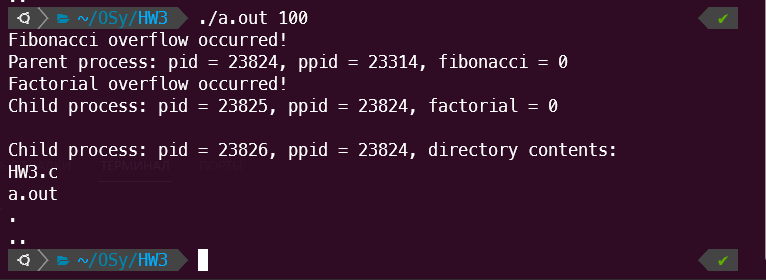 ..
~/OSy/HW3 ./a.out 100 ✔
Fibonacci overflow occurred!
Parent process: pid = 23824, ppid = 23314, fibonacci = 0
Factorial overflow occurred!
Child process: pid = 23825, ppid = 23824, factorial = 0
Child process: pid = 23826, ppid = 23824, directory contents:
HW3.c
a.out
.
..
~/OSy/HW3 ✔